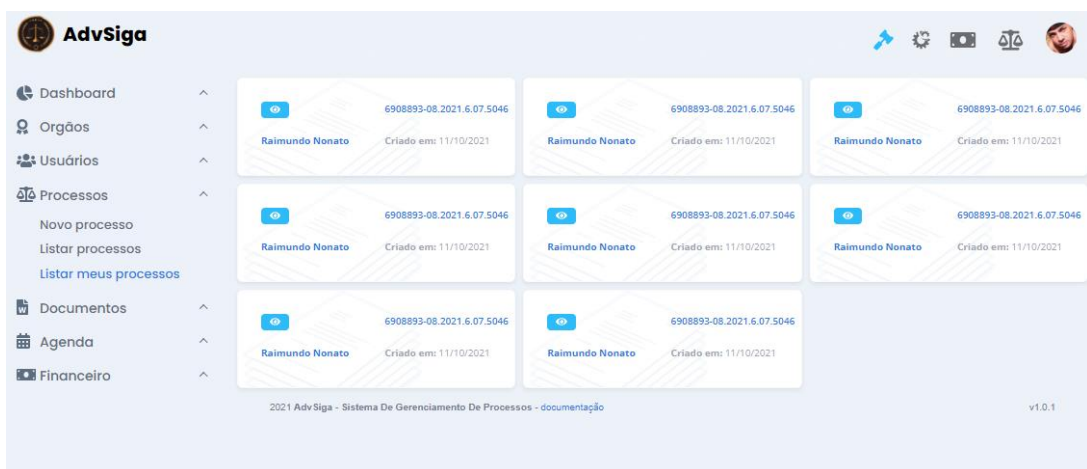 AdvSiga
Dashboard
Orgãos
Usuários
Processos
Novo processo
Listar processos
Listar meus processos
Documentos
Agenda
Financeiro
6908893-08.2021.6.07.5046
Raimundo Nonato Criado em: 11/10/2021
6908893-08.2021.6.07.5046
Raimundo Nonato Criado em: 11/10/2021
6908893-08.2021.6.07.5046
Raimundo Nonato Criado em: 11/10/2021
6908893-08.2021.6.07.5046
Raimundo Nonato Criado em: 11/10/2021
6908893-08.2021.6.07.5046
Raimundo Nonato Criado em: 11/10/2021
6908893-08.2021.6.07.5046
Raimundo Nonato Criado em: 11/10/2021
6908893-08.2021.6.07.5046
Raimundo Nonato Criado em: 11/10/2021
6908893-08.2021.6.07.5046
Raimundo Nonato Criado em: 11/10/2021
2021 AdvSiga - Sistema De Gerenciamento De Processos - documentação v1.0.1